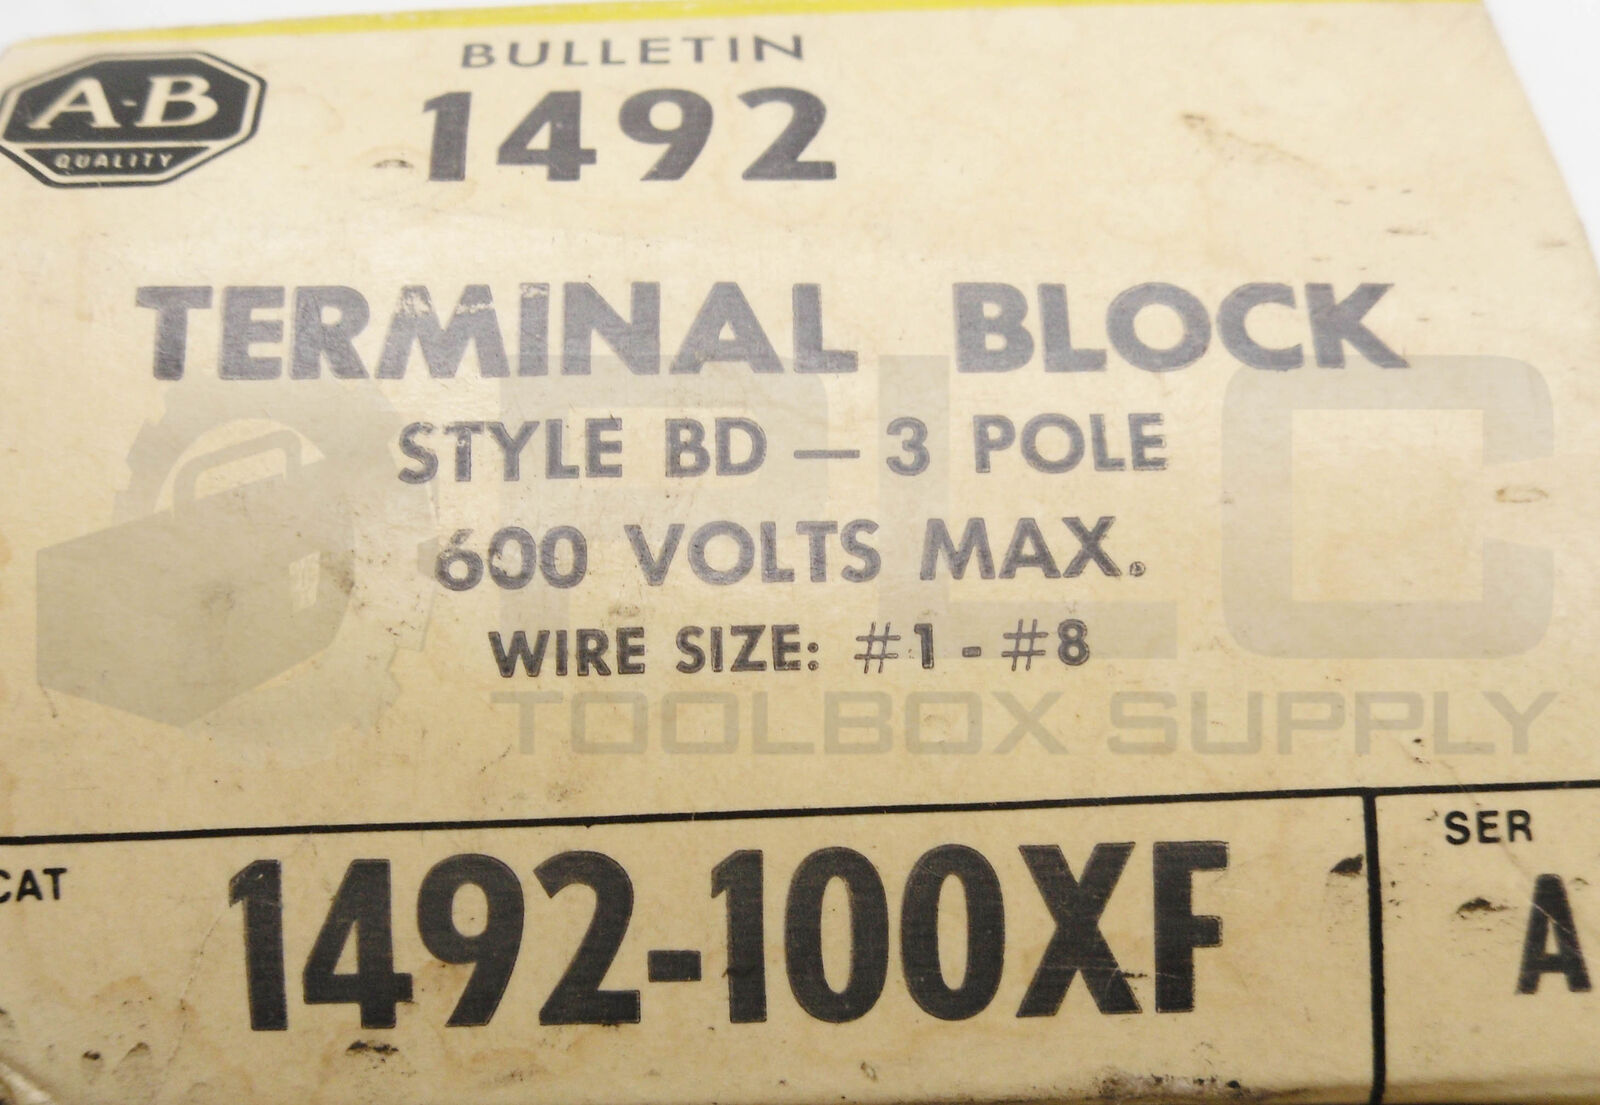 BULLETIN
A-B
QUALITY
1492
TERMINAL BLOCK
STYLE BD — 3 POLE
600 VOLTS MAX.
WIRE SIZE: #1 - #8
PLC
TOOLBOX SUPPLY
CAT
1492-100XF
SER
A